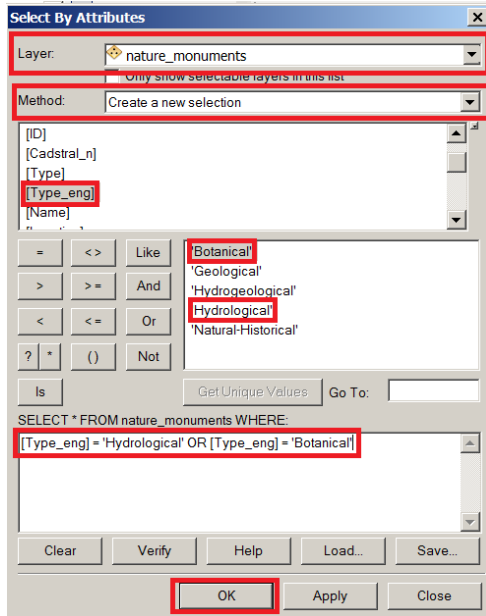 Select By Attributes
Layer: nature_monuments
Only show selectable layers in this list
Method: Create a new selection
[ID]
[Cadstral_n]
[Type]
[Type_eng]
[Name]
= <> Like
> >= And
< <= Or
? * () Not
Is
'Botanical'
'Geological'
'Hydrogeological'
'Hydrological'
'Natural-Historical'
Get Unique Values Go To:
SELECT * FROM nature_monuments WHERE:
[Type_eng] = 'Hydrological' OR [Type_eng] = 'Botanical'
Clear Verify Help Load... Save...
OK Apply Close